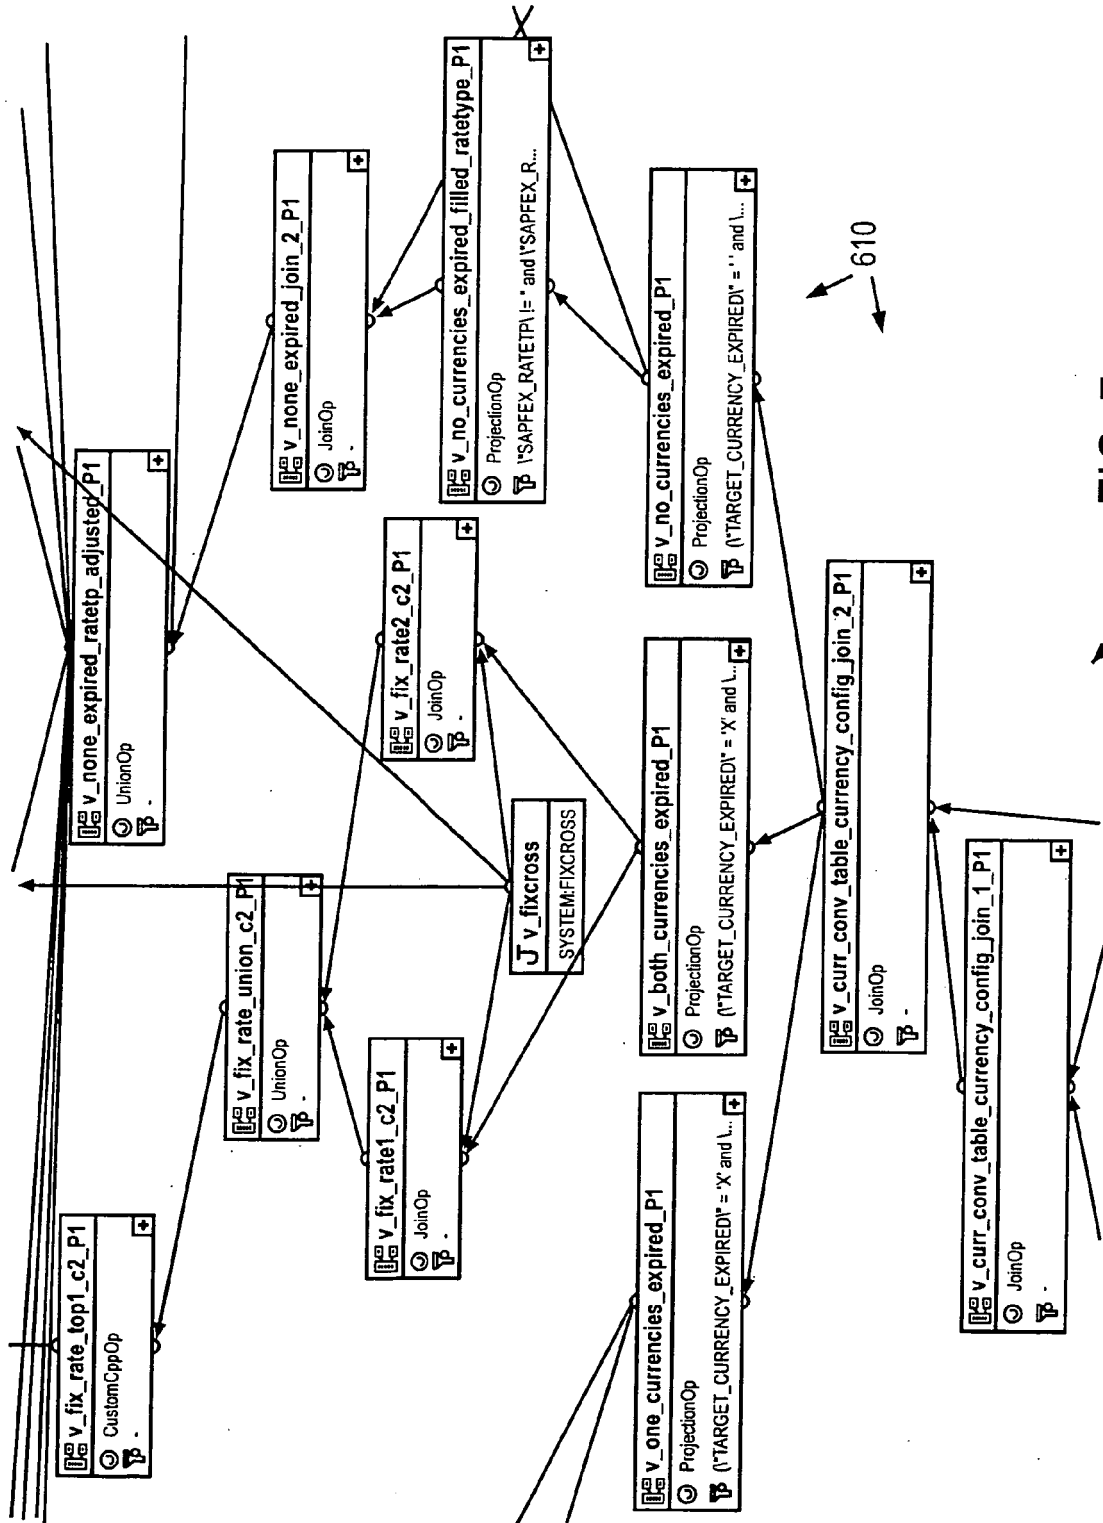 v_fix_rate_top1_c2_P1
CustomCppOp
-
v_none_expired_ratetp_adjusted_P1
UnionOp
-
v_fix_rate_union_c2_P1
UnionOp
-
v_none_expired_join_2_P1
JoinOp
-
v_fix_rate1_c2_P1
JoinOp
-
v_fix_rate2_c2_P1
JoinOp
-
v_no_currencies_expired_filled_ratetype_P1
ProjectionOp
\"SAPFEX_RATETP\ != '' and \"SAPFEX_R...
J v_fixcross
SYSTEM:FIXCROSS
v_one_currencies_expired_P1
ProjectionOp
(\"TARGET_CURRENCY_EXPIRED\" = 'X' and \...
v_both_currencies_expired_P1
ProjectionOp
(\"TARGET_CURRENCY_EXPIRED\" = 'X' and \...
v_no_currencies_expired_P1
ProjectionOp
(\"TARGET_CURRENCY_EXPIRED\" = ' ' and \...
v_curr_conv_table_currency_config_join_2_P1
JoinOp
-
v_curr_conv_table_currency_config_join_1_P1
JoinOp
-
610